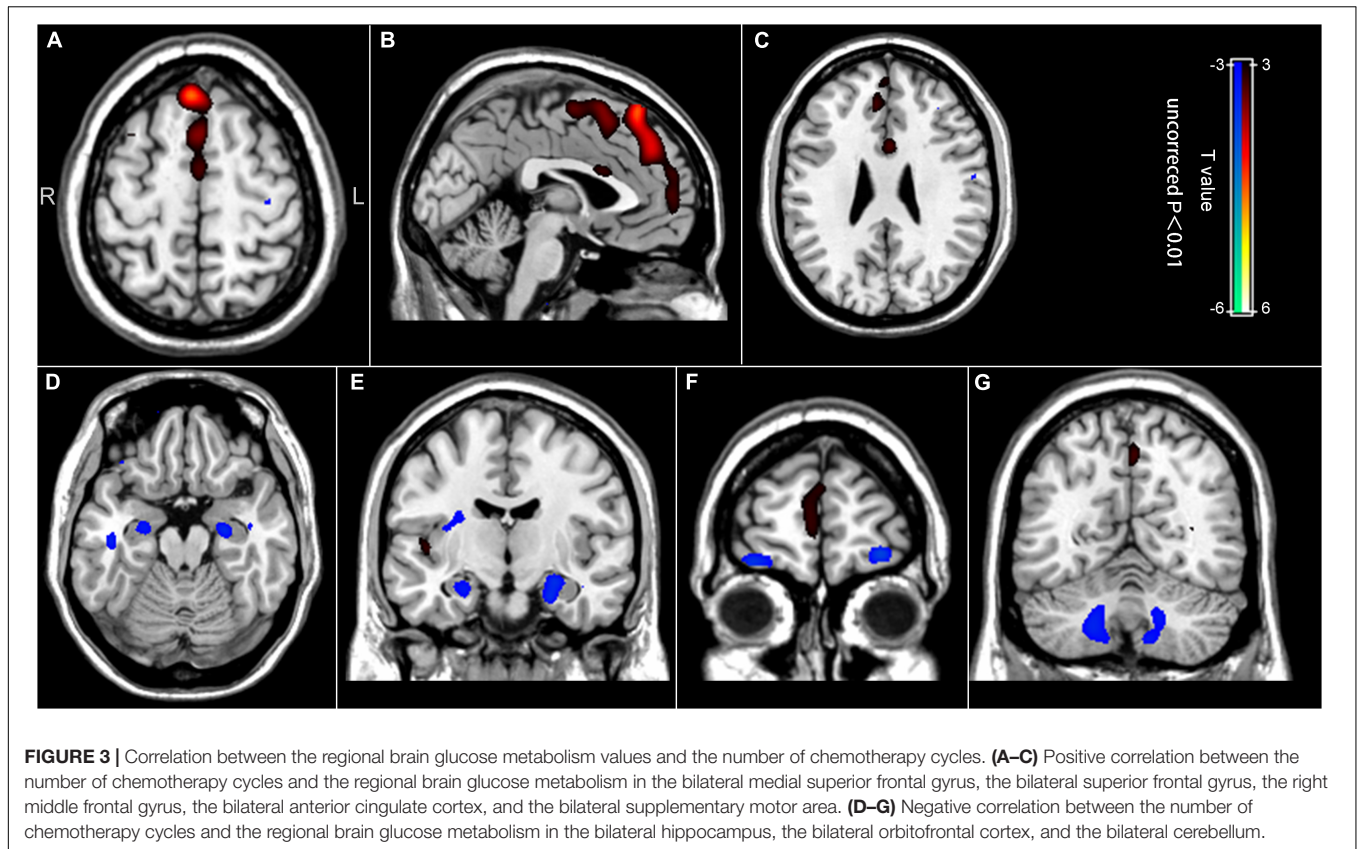 A
B
C
R
L
-3
3
T value
uncorreced P<0.01
-6
6
D
E
F
G
FIGURE 3 | Correlation between the regional brain glucose metabolism values and the number of chemotherapy cycles. (A–C) Positive correlation between the
number of chemotherapy cycles and the regional brain glucose metabolism in the bilateral medial superior frontal gyrus, the bilateral superior frontal gyrus, the right
middle frontal gyrus, the bilateral anterior cingulate cortex, and the bilateral supplementary motor area. (D–G) Negative correlation between the number of
chemotherapy cycles and the regional brain glucose metabolism in the bilateral hippocampus, the bilateral orbitofrontal cortex, and the bilateral cerebellum.